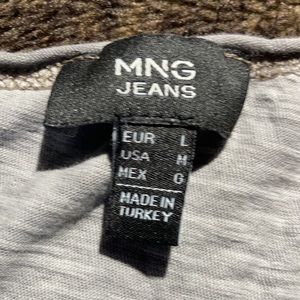 MNG
JEANS
EUR L
USA M
MEX G
MADE IN
TURKEY